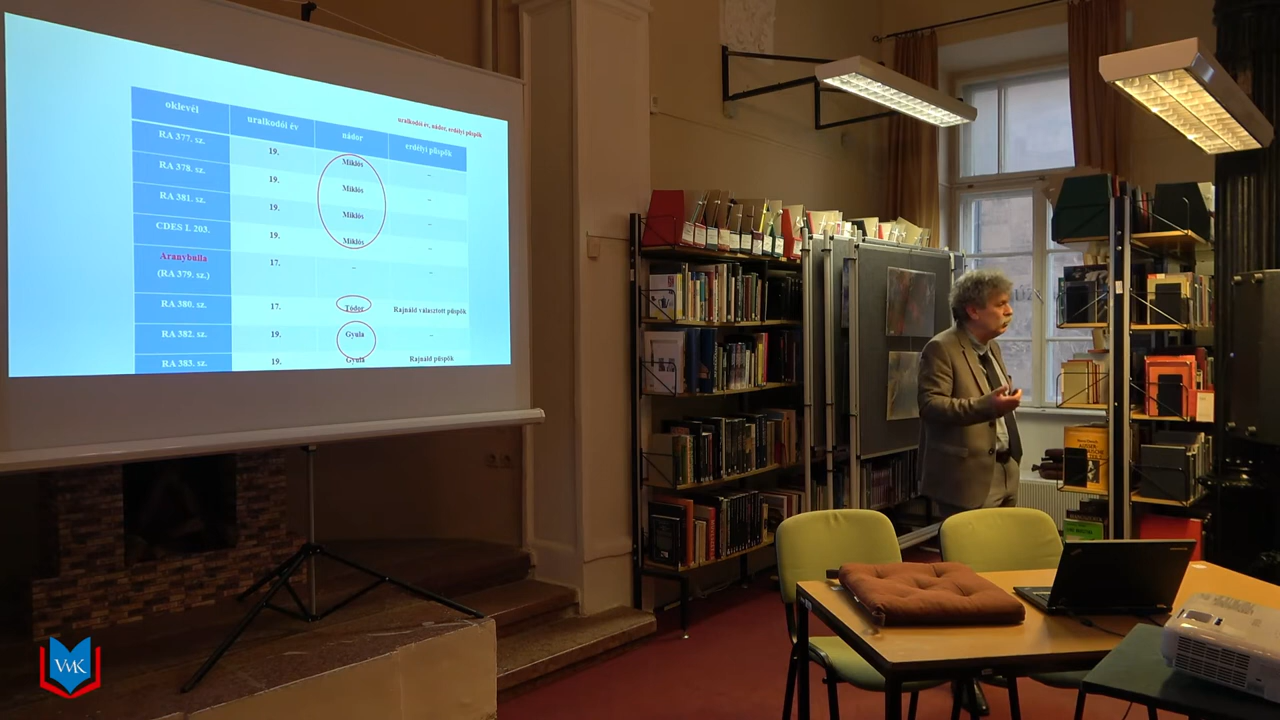 uralkodói év, nádor, erdélyi püspök
oklevél uralkodói év nádor erdélyi püspök
RA 377. sz. 19. Miklós –
RA 378. sz. 19. Miklós –
RA 381. sz. 19. Miklós –
CDES I. 203. 19. Miklós –
Aranybulla
(RA 379. sz.) 17. – –
RA 380. sz. 17. Tódor Rajnáld választott püspök
RA 382. sz. 19. Gyula –
RA 383. sz. 19. Gyula Rajnáld püspök
VMK